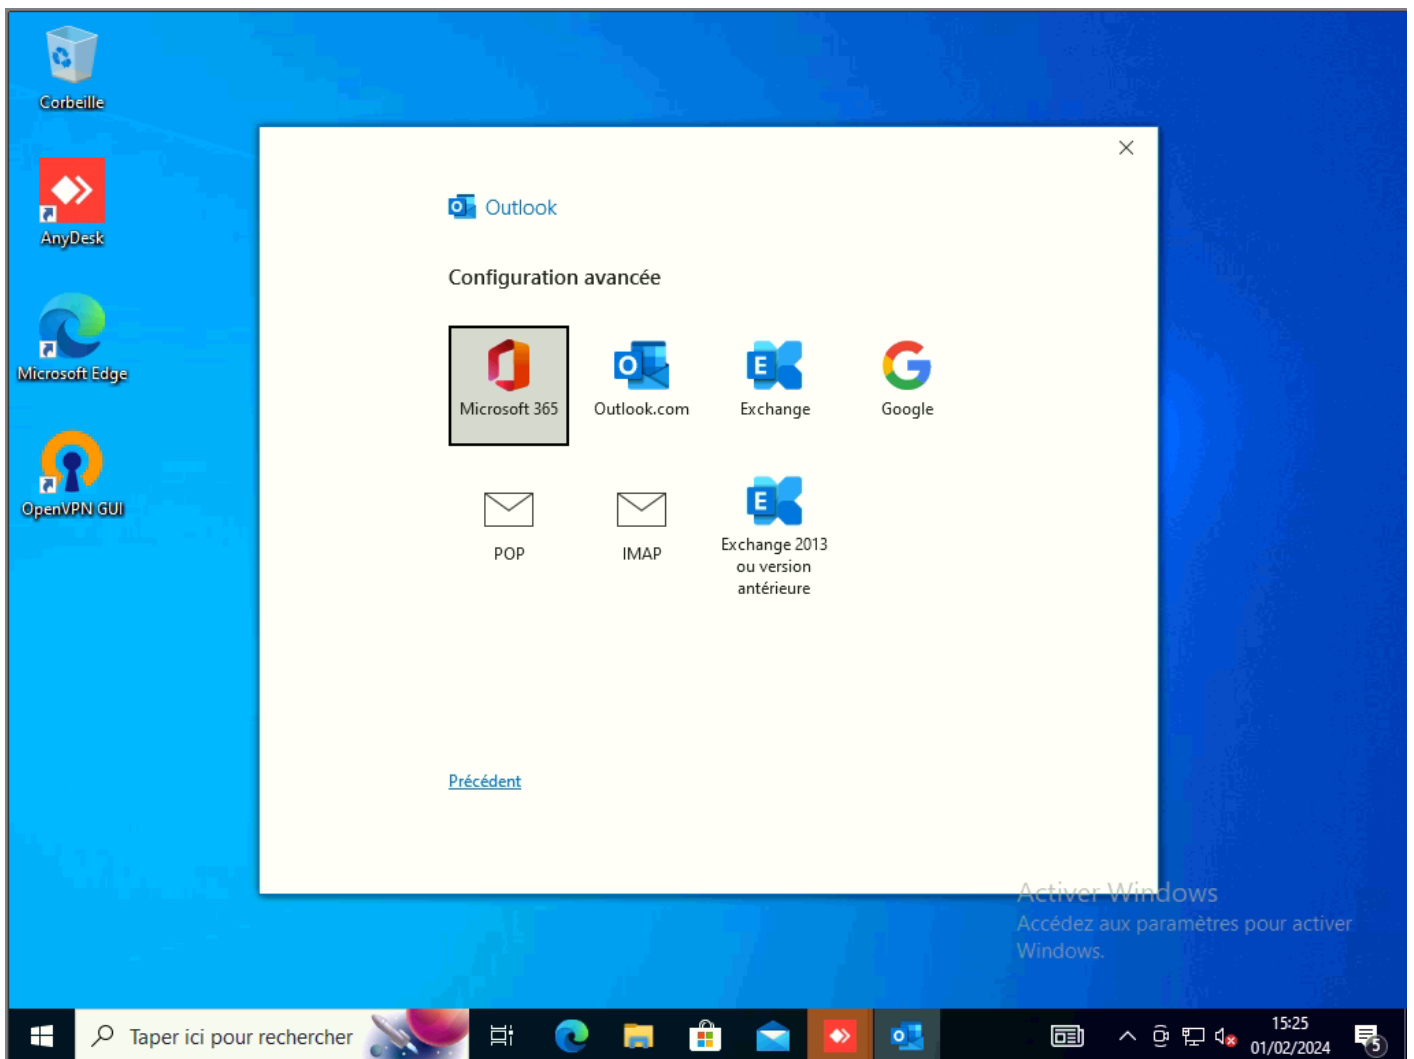 Corbeille
AnyDesk
Microsoft Edge
OpenVPN GUI
Outlook
Configuration avancée
Microsoft 365
Outlook.com
Exchange
Google
POP
IMAP
Exchange 2013
ou version
antérieure
Précédent
Activer Windows
Accédez aux paramètres pour activer
Windows.
Taper ici pour rechercher
15:25
01/02/2024
5